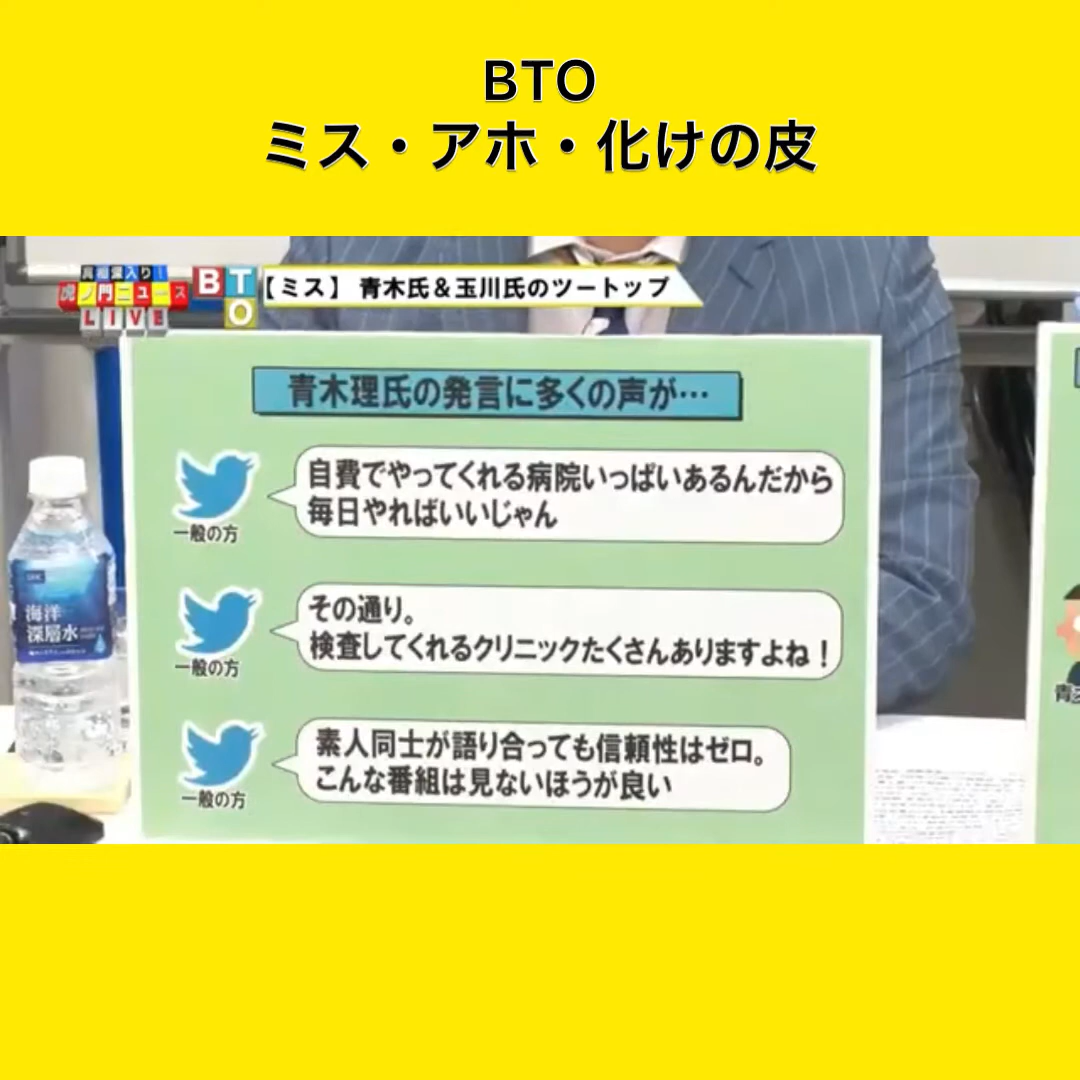 BTO
ミス・アホ・化けの皮
真相深入り！
虎ノ門ニュース
LIVE
BTO
【ミス】 青木氏＆玉川氏のツートップ
青木理氏の発言に多くの声が…
自費でやってくれる病院いっぱいあるんだから
毎日やればいいじゃん
一般の方
その通り。
検査してくれるクリニックたくさんありますよね！
一般の方
素人同士が語り合っても信頼性はゼロ。
こんな番組は見ないほうが良い
一般の方
DHC
海洋
深層水